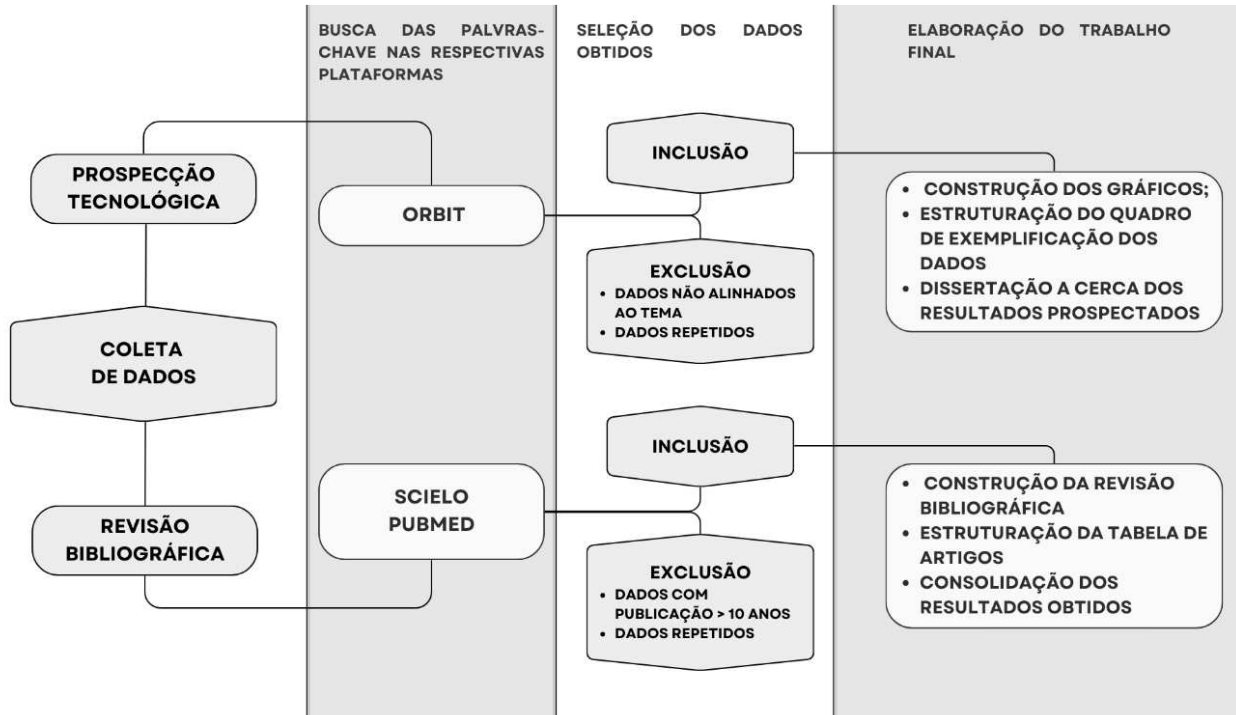 BUSCA DAS PALVRAS-
CHAVE NAS RESPECTIVAS
PLATAFORMAS
SELEÇÃO DOS DADOS
OBTIDOS
ELABORAÇÃO DO TRABALHO
FINAL
PROSPECÇÃO
TECNOLÓGICA
COLETA
DE DADOS
REVISÃO
BIBLIOGRÁFICA
ORBIT
SCIELO
PUBMED
INCLUSÃO
EXCLUSÃO
• DADOS NÃO ALINHADOS
AO TEMA
• DADOS REPETIDOS
INCLUSÃO
EXCLUSÃO
• DADOS COM
PUBLICAÇÃO > 10 ANOS
• DADOS REPETIDOS
• CONSTRUÇÃO DOS GRÁFICOS;
• ESTRUTURAÇÃO DO QUADRO
DE EXEMPLIFICAÇÃO DOS
DADOS
• DISSERTAÇÃO A CERCA DOS
RESULTADOS PROSPECTADOS
• CONSTRUÇÃO DA REVISÃO
BIBLIOGRÁFICA
• ESTRUTURAÇÃO DA TABELA DE
ARTIGOS
• CONSOLIDAÇÃO DOS
RESULTADOS OBTIDOS